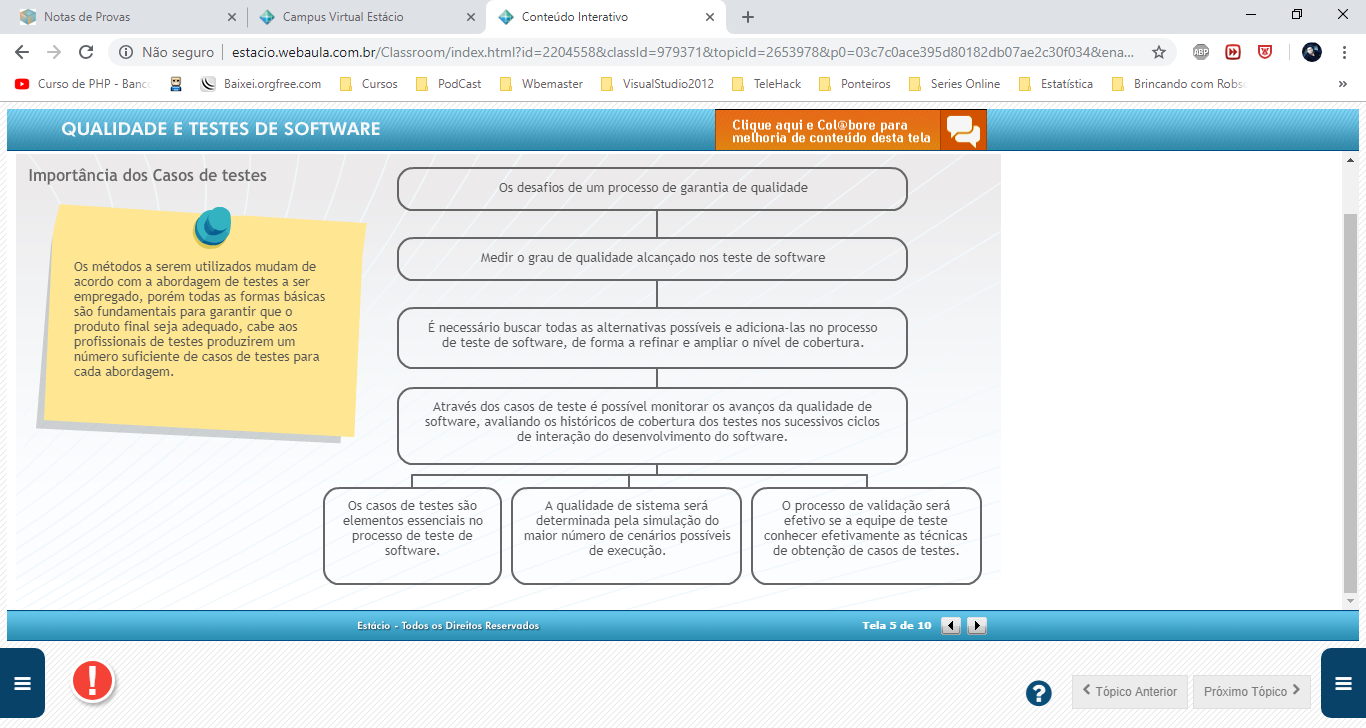 Notas de Provas
Campus Virtual Estácio
Conteúdo Interativo
Não seguro
estacio.webaula.com.br/Classroom/index.html?id=2204558&classId=979371&topicId=2653978&p0=03c7c0ace395d80182db07ae2c30f034&ena...
ABP
Curso de PHP - Banco
Baixei.orgfree.com
Cursos
PodCast
Wbemaster
VisualStudio2012
TeleHack
Ponteiros
Series Online
Estatística
Brincando com Robso
»
QUALIDADE E TESTES DE SOFTWARE
Clique aqui e Col@bore para
melhoria de conteúdo desta tela
Importância dos Casos de testes
Os métodos a serem utilizados mudam de
acordo com a abordagem de testes a ser
empregado, porém todas as formas básicas
são fundamentais para garantir que o
produto final seja adequado, cabe aos
profissionais de testes produzirem um
número suficiente de casos de testes para
cada abordagem.
Os desafios de um processo de garantia de qualidade
Medir o grau de qualidade alcançado nos teste de software
É necessário buscar todas as alternativas possíveis e adiciona-las no processo
de teste de software, de forma a refinar e ampliar o nível de cobertura.
Através dos casos de teste é possível monitorar os avanços da qualidade de
software, avaliando os históricos de cobertura dos testes nos sucessivos ciclos
de interação do desenvolvimento do software.
Os casos de testes são
elementos essenciais no
processo de teste de
software.
A qualidade de sistema será
determinada pela simulação do
maior número de cenários possíveis
de execução.
O processo de validação será
efetivo se a equipe de teste
conhecer efetivamente as técnicas
de obtenção de casos de testes.
Estácio - Todos os Direitos Reservados
Tela 5 de 10
!
?
Tópico Anterior
Próximo Tópico